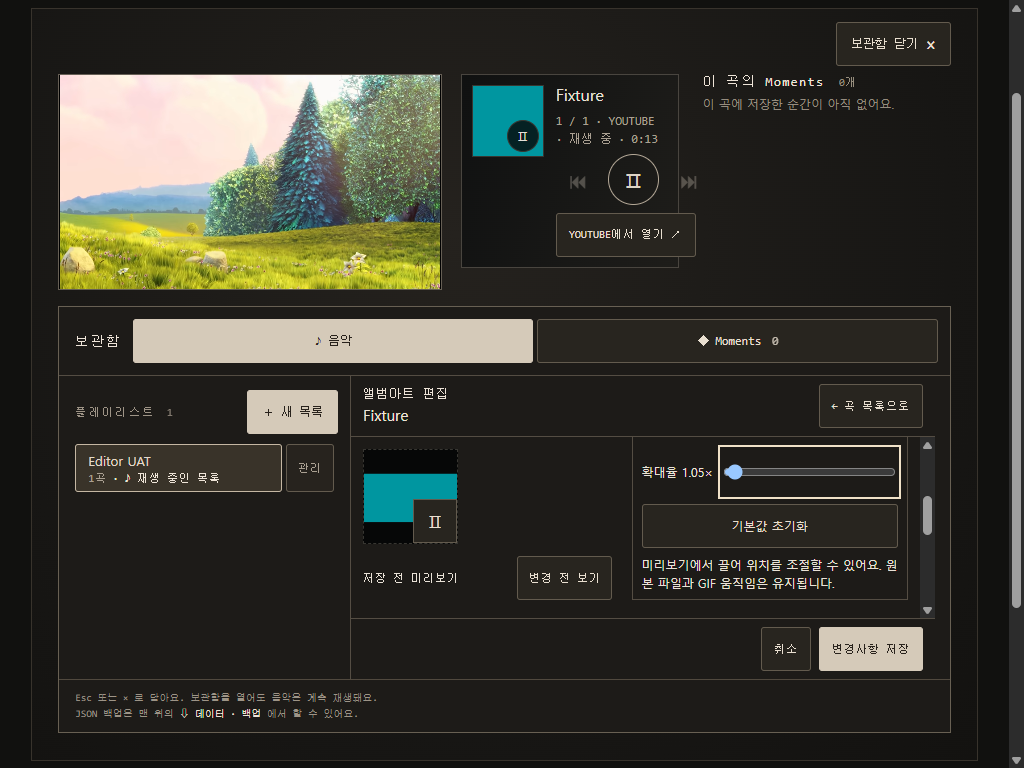 보관함 닫기 ×
Fixture
1 / 1 · YOUTUBE
· 재생 중 · 0:13
YOUTUBE에서 열기 ↗
이 곡의 Moments 0개
이 곡에 저장한 순간이 아직 없어요.
보관함
♪ 음악
◆ Moments 0
플레이리스트 1
+ 새 목록
Editor UAT
1곡 · ♪ 재생 중인 목록
관리
앨범아트 편집
Fixture
← 곡 목록으로
저장 전 미리보기
변경 전 보기
확대율 1.05×
기본값 초기화
미리보기에서 끌어 위치를 조절할 수 있어요. 원
본 파일과 GIF 움직임은 유지됩니다.
취소
변경사항 저장
Esc 또는 × 로 닫아요. 보관함을 열어도 음악은 계속 재생돼요.
JSON 백업은 맨 위의 ⇩ 데이터 · 백업 에서 할 수 있어요.